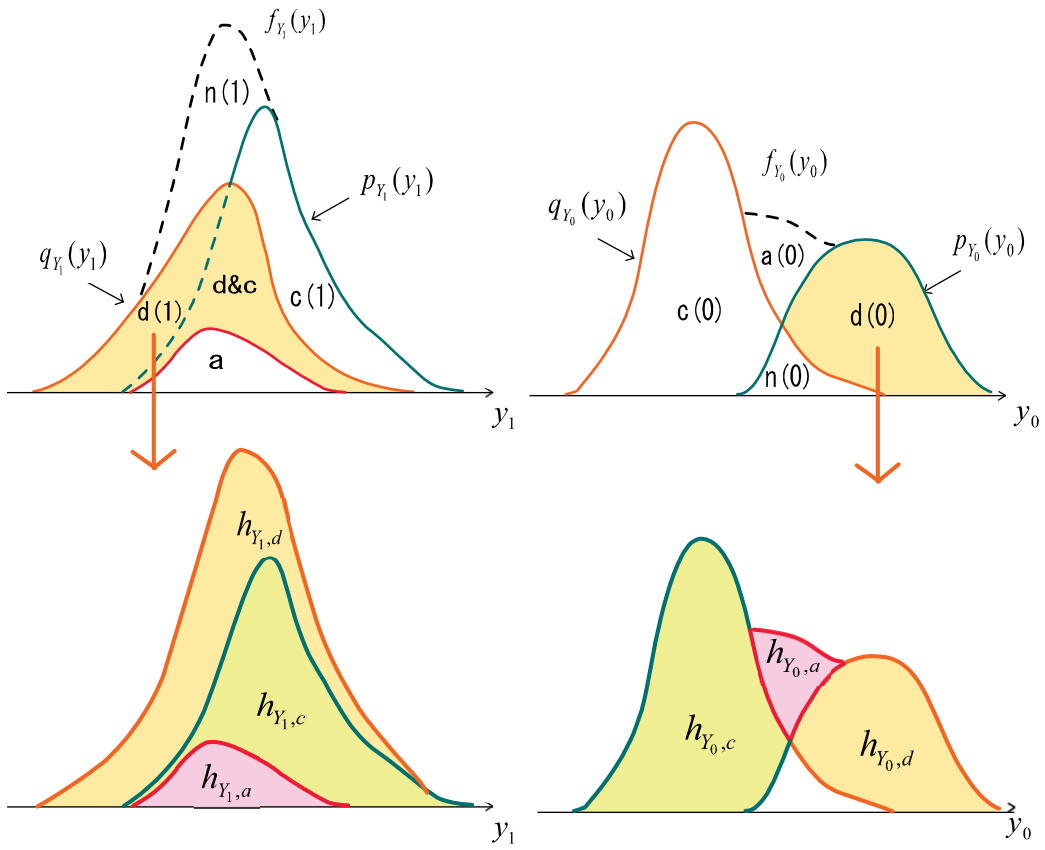 f_{Y_1}(y_1)
n(1)
p_{Y_1}(y_1)
q_{Y_1}(y_1)
d(1)
d&c
c(1)
a
y_1
f_{Y_0}(y_0)
q_{Y_0}(y_0)
a(0)
p_{Y_0}(y_0)
c(0)
d(0)
n(0)
y_0
h_{Y_1,d}
h_{Y_1,c}
h_{Y_1,a}
y_1
h_{Y_0,a}
h_{Y_0,c}
h_{Y_0,d}
y_0